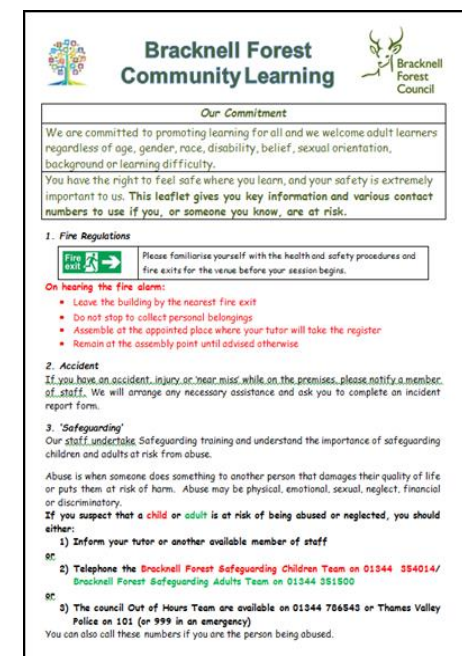 Bracknell Forest
Community Learning
Bracknell
Forest
Council
Our Commitment
We are committed to promoting learning for all and we welcome adult learners
regardless of age, gender, race, disability, belief, sexual orientation,
background or learning difficulty.
You have the right to feel safe where you learn, and your safety is extremely
important to us. This leaflet gives you key information and various contact
numbers to use if you, or someone you know, are at risk.
1. Fire Regulations
Fire
exit
Please familiarise yourself with the health and safety procedures and
fire exits for the venue before your session begins.
On hearing the fire alarm:
• Leave the building by the nearest fire exit
• Do not stop to collect personal belongings
• Assemble at the appointed place where your tutor will take the register
• Remain at the assembly point until advised otherwise
2. Accident
If you have an accident, injury or 'near miss' while on the premises, please notify a member
of staff. We will arrange any necessary assistance and ask you to complete an incident
report form.
3. 'Safeguarding'
Our staff undertake Safeguarding training and understand the importance of safeguarding
children and adults at risk from abuse.
Abuse is when someone does something to another person that damages their quality of life
or puts them at risk of harm. Abuse may be physical, emotional, sexual, neglect, financial
or discriminatory.
If you suspect that a child or adult is at risk of being abused or neglected, you should
either:
1) Inform your tutor or another available member of staff
or
2) Telephone the Bracknell Forest Safeguarding Children Team on 01344 354014/
Bracknell Forest Safeguarding Adults Team on 01344 351500
or
3) The council Out of Hours Team are available on 01344 786543 or Thames Valley
Police on 101 (or 999 in an emergency)
You can also call these numbers if you are the person being abused.